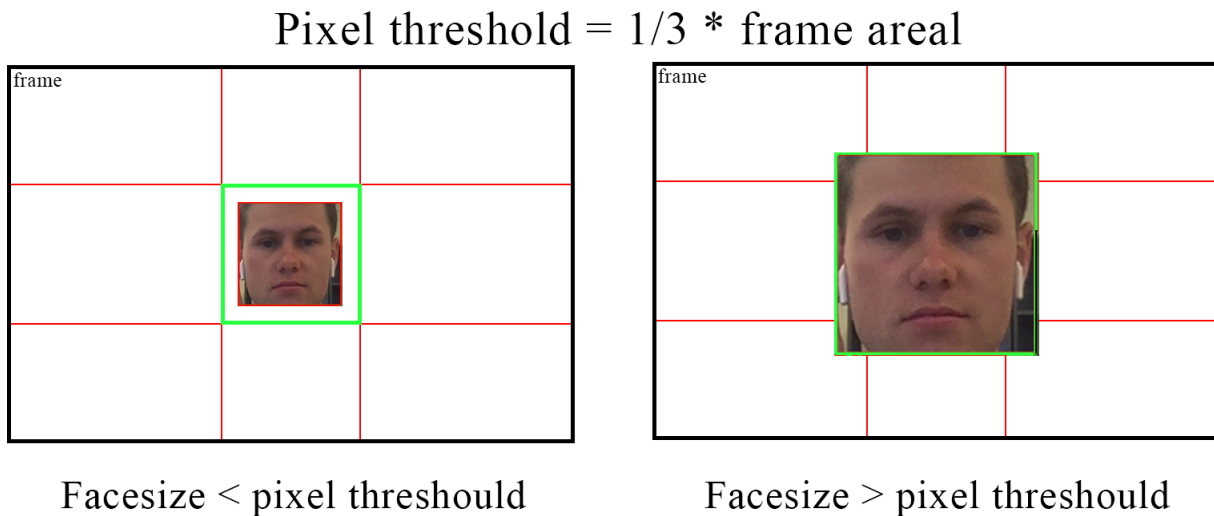 Pixel threshold = 1/3 * frame areal
frame
frame
Facesize < pixel threshould
Facesize > pixel threshould